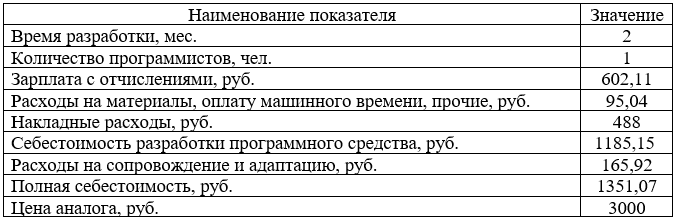 Наименование показателя Значение
Время разработки, мес. 2
Количество программистов, чел. 1
Зарплата с отчислениями, руб. 602,11
Расходы на материалы, оплату машинного времени, прочие, руб. 95,04
Накладные расходы, руб. 488
Себестоимость разработки программного средства, руб. 1185,15
Расходы на сопровождение и адаптацию, руб. 165,92
Полная себестоимость, руб. 1351,07
Цена аналога, руб. 3000